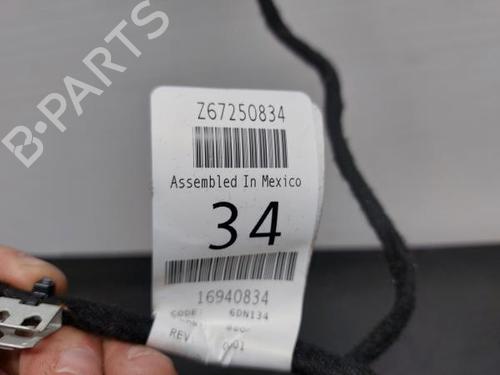 B-PARTS
Z67250834
Assembled In Mexico
34
16940834
CODE: 6DN134
REV 001